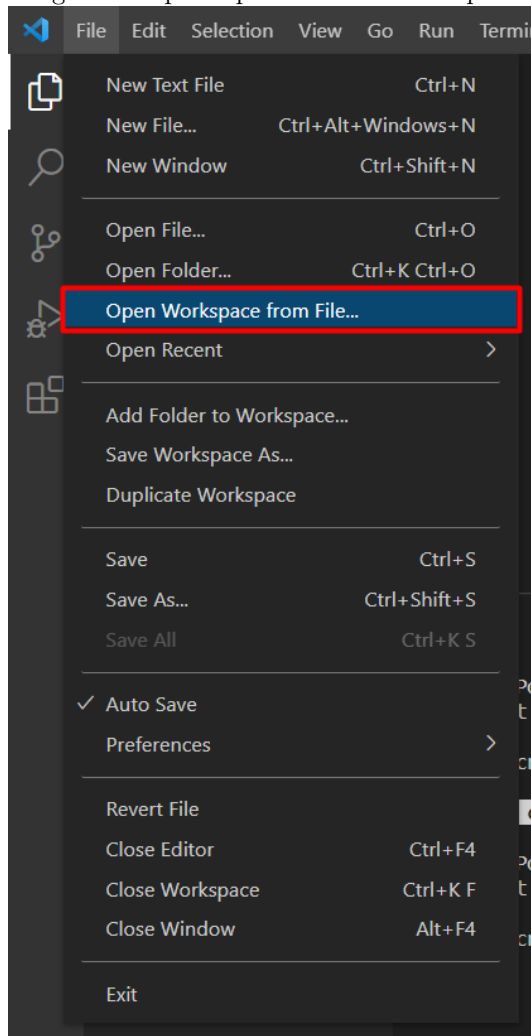 File Edit Selection View Go Run
New Text File Ctrl+N
New File... Ctrl+Alt+Windows+N
New Window Ctrl+Shift+N
Open File... Ctrl+O
Open Folder... Ctrl+K Ctrl+O
Open Workspace from File...
Open Recent
Add Folder to Workspace...
Save Workspace As...
Duplicate Workspace
Save Ctrl+S
Save As... Ctrl+Shift+S
Save All Ctrl+K S
Auto Save
Preferences
Revert File
Close Editor Ctrl+F4
Close Workspace Ctrl+K F
Close Window Alt+F4
Exit